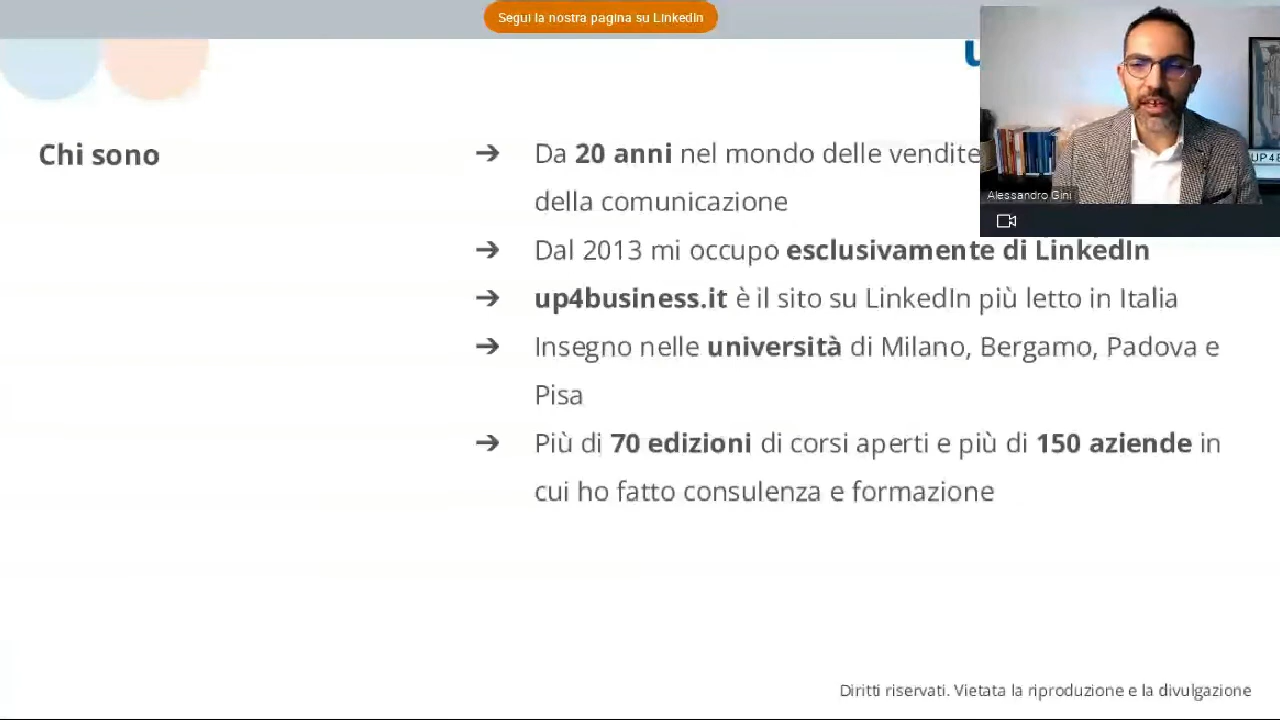 Segui la nostra pagina su LinkedIn
Chi sono
➔ Da 20 anni nel mondo delle vendite
della comunicazione
➔ Dal 2013 mi occupo esclusivamente di LinkedIn
➔ up4business.it è il sito su LinkedIn più letto in Italia
➔ Insegno nelle università di Milano, Bergamo, Padova e
Pisa
➔ Più di 70 edizioni di corsi aperti e più di 150 aziende in
cui ho fatto consulenza e formazione
Alessandro Gini
Diritti riservati. Vietata la riproduzione e la divulgazione